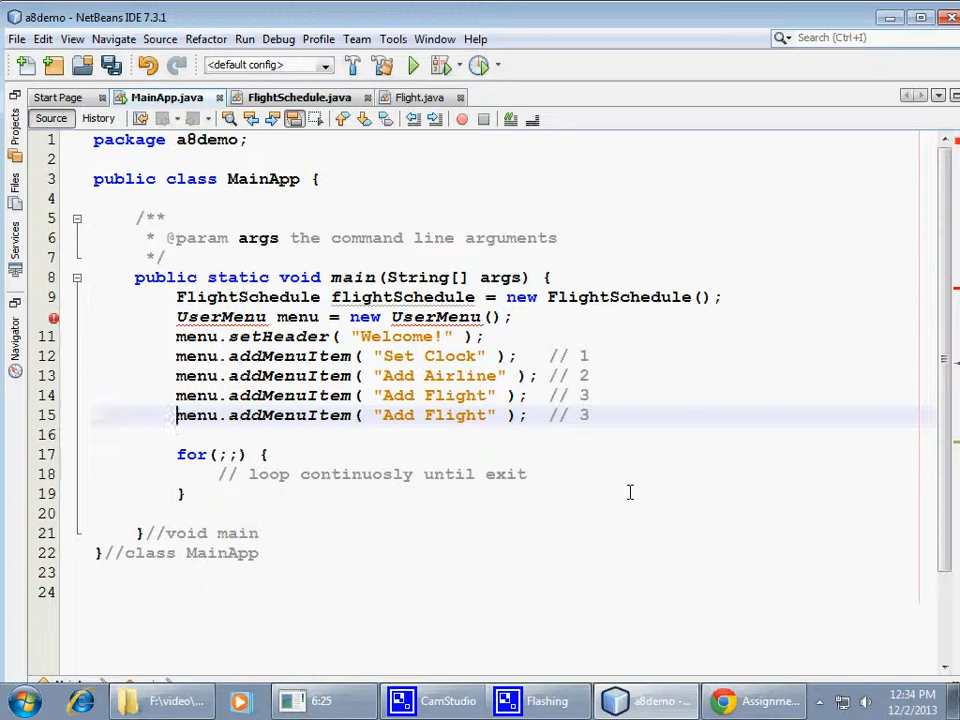 a8demo - NetBeans IDE 7.3.1
File Edit View Navigate Source Refactor Run Debug Profile Team Tools Window Help
Search (Ctrl+I)
<default config>
Start Page MainApp.java FlightSchedule.java Flight.java
Source History
Projects
Files
Services
Navigator
1 package a8demo;
2
3 public class MainApp {
4
5 /**
6 * @param args the command line arguments
7 */
8 public static void main(String[] args) {
9 FlightSchedule flightSchedule = new FlightSchedule();
UserMenu menu = new UserMenu();
11 menu.setHeader( "Welcome!" );
12 menu.addMenuItem( "Set Clock" ); // 1
13 menu.addMenuItem( "Add Airline" ); // 2
14 menu.addMenuItem( "Add Flight" ); // 3
15 menu.addMenuItem( "Add Flight" ); // 3
16
17 for(;;) {
18 // loop continuosly until exit
19 }
20
21 }//void main
22 }//class MainApp
23
24
F:\video\... 6:25 CamStudio Flashing a8demo -... Assignme...
12:34 PM
12/2/2013